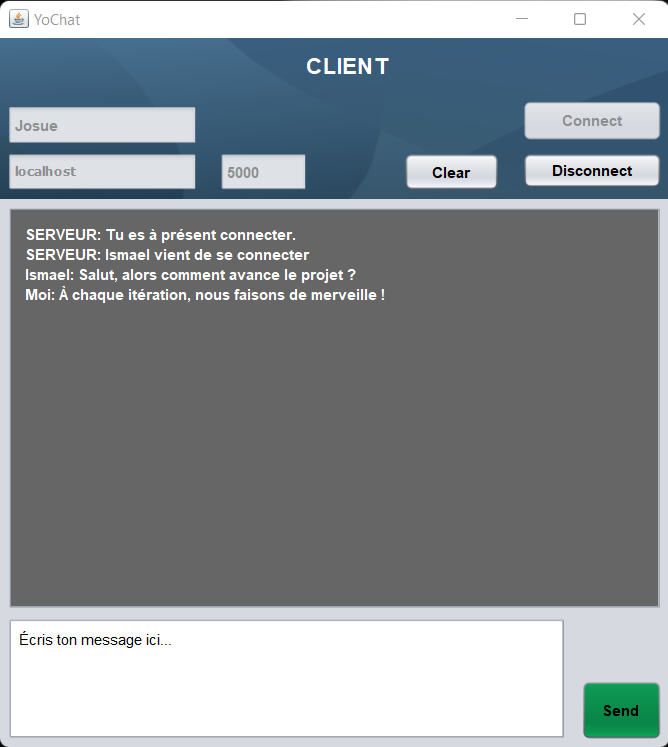 YoChat
CLIENT
Josue
Connect
localhost
5000
Clear
Disconnect
SERVEUR: Tu es à présent connecter.
SERVEUR: Ismael vient de se connecter
Ismael: Salut, alors comment avance le projet ?
Moi: À chaque itération, nous faisons de merveille !
Écris ton message ici...
Send